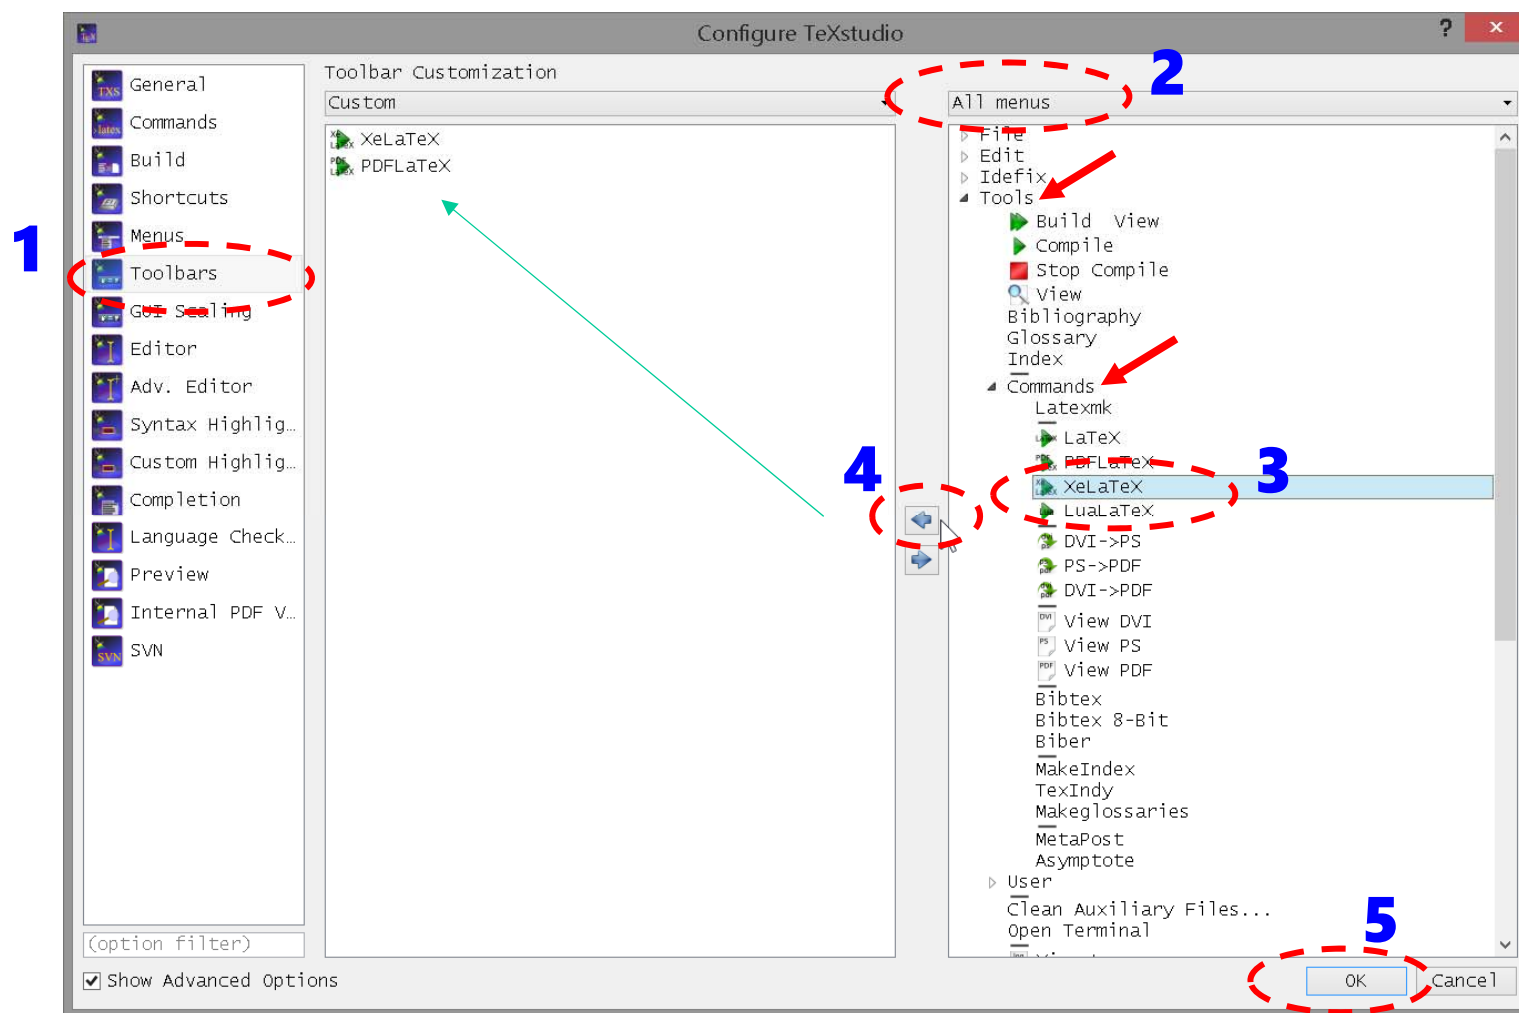 Configure TeXstudio
?
x
1
General
Commands
Build
Shortcuts
Menus
Toolbars
GUI Scaling
Editor
Adv. Editor
Syntax Highlig…
Custom Highlig…
Completion
Language Check…
Preview
Internal PDF V…
SVN
(option filter)
Show Advanced Options
Toolbar Customization
Custom
XeLaTeX
PDFLaTeX
2
All menus
File
Edit
Idefix
Tools
Build View
Compile
Stop Compile
View
Bibliography
Glossary
Index
Commands
Latexmk
LaTeX
PDFLaTeX
XeLaTeX
LuaLaTeX
DVI->PS
PS->PDF
DVI->PDF
View DVI
View PS
View PDF
Bibtex
Bibtex 8-Bit
Biber
MakeIndex
TexIndy
Makeglossaries
MetaPost
Asymptote
User
Clean Auxiliary Files...
Open Terminal
3
4
5
OK
Cancel